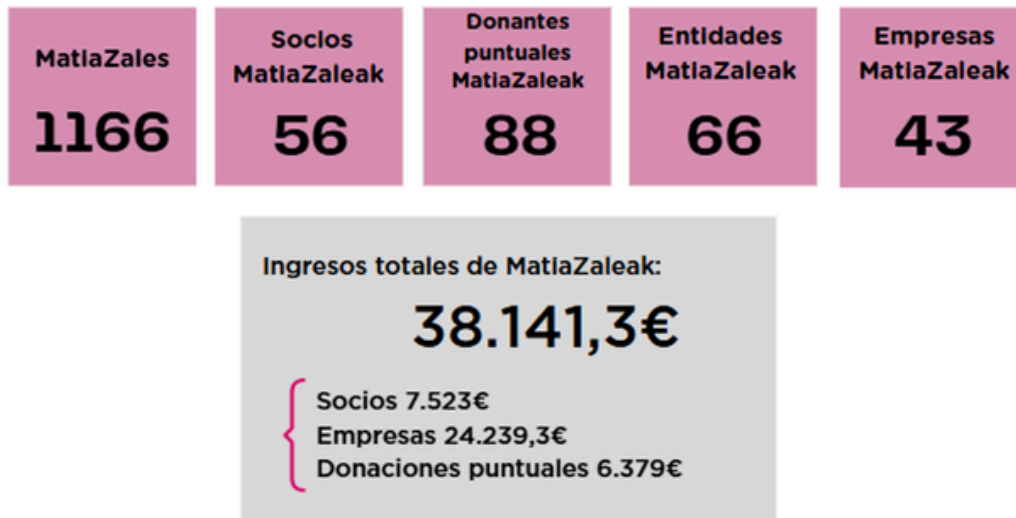 MatiaZales
1166
Socios
MatiaZaleak
56
Donantes
puntuales
MatiaZaleak
88
Entidades
MatiaZaleak
66
Empresas
MatiaZaleak
43
Ingresos totales de MatiaZaleak:
38.141,3€
Socios 7.523€
Empresas 24.239,3€
Donaciones puntuales 6.379€